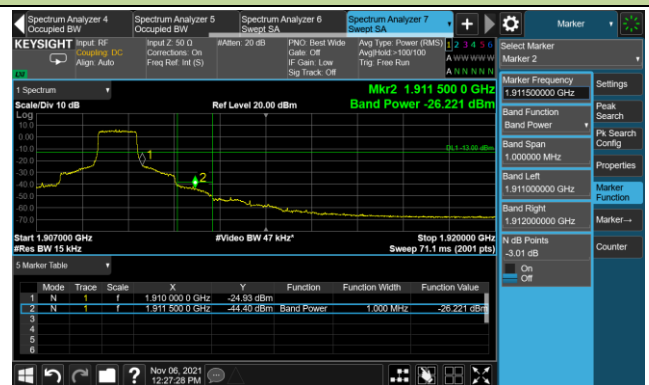 Spectrum Analyzer 4
Occupied BW
Spectrum Analyzer 5
Occupied BW
Spectrum Analyzer 6
Swept SA
Spectrum Analyzer 7
Swept SA
Marker
KEYSIGHT
Input: RF
Coupling: DC
Align: Auto
Input Z: 50 Ω
Corrections: On
Freq Ref: Int (S)
#Atten: 20 dB
PNO: Best Wide
Gate: Off
IF Gain: Low
Sig Track: Off
Avg Type: Power (RMS)
Avg|Hold:>100/100
Trig: Free Run
1 2 3 4 5 6
A W W W W W
A N N N N N
LW
1 Spectrum
Scale/Div 10 dB
Ref Level 20.00 dBm
Mkr2 1.911 500 0 GHz
Band Power -26.221 dBm
Log
10.0
0.00
-10.0
-20.0
-30.0
-40.0
-50.0
-60.0
-70.0
DL1 -13.00 dBm
1
2
Start 1.907000 GHz
#Video BW 47 kHz*
Stop 1.920000 GHz
#Res BW 15 kHz
Sweep 71.1 ms (2001 pts)
5 Marker Table
Mode Trace Scale X Y Function Function Width Function Value
1 N 1 f 1.910 000 0 GHz -24.93 dBm
2 N 1 f 1.911 500 0 GHz -44.40 dBm Band Power 1.000 MHz -26.221 dBm
3
4
5
6
Nov 06, 2021
12:27:28 PM
Select Marker
Marker 2
Marker Frequency
1.911500000 GHz
Band Function
Band Power
Band Span
1.000000 MHz
Band Left
1.911000000 GHz
Band Right
1.912000000 GHz
N dB Points
-3.01 dB
On
Off
Settings
Peak
Search
Pk Search
Config
Properties
Marker
Function
Marker→
Counter